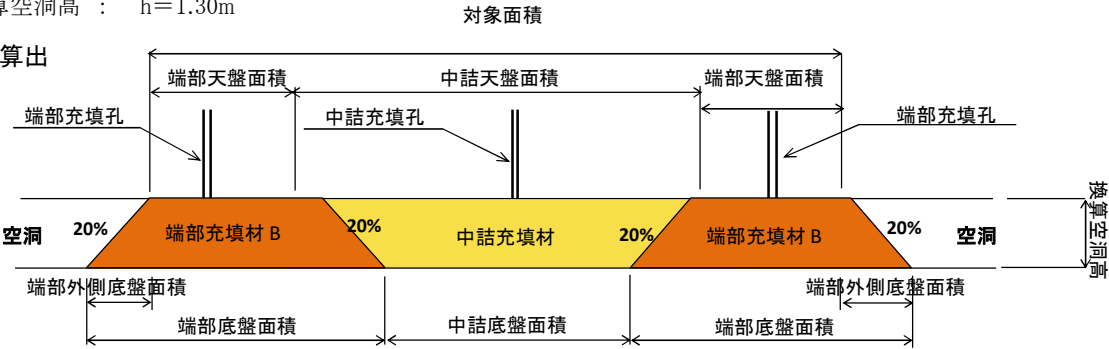 算空洞高 : h＝1.30m
対象面積
算出
端部天盤面積 中詰天盤面積 端部天盤面積
端部充填孔 中詰充填孔 端部充填孔
空洞 20% 端部充填材 B 20% 中詰充填材 20% 端部充填材 B 20% 空洞
換算空洞高
端部外側底盤面積 端部外側底盤面積
端部底盤面積 中詰底盤面積 端部底盤面積